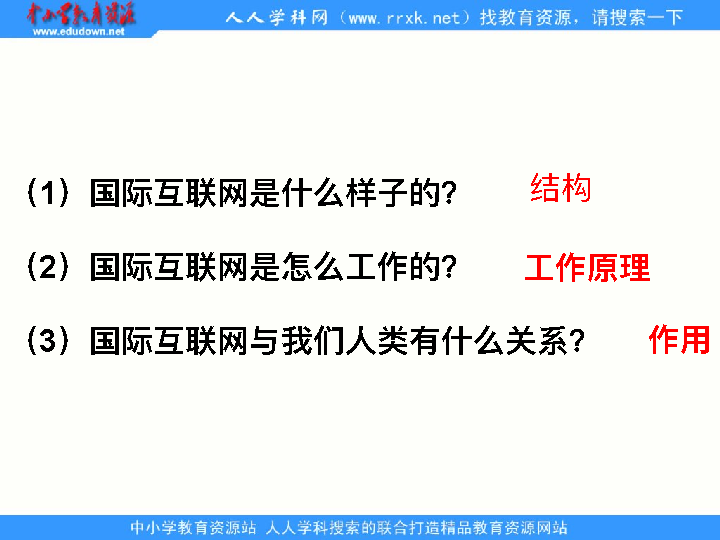 中小学教育资源
www.edudown.net
人人学科网（www.rrxk.net）找教育资源，请搜索一下
（1）国际互联网是什么样子的？ 结构
（2）国际互联网是怎么工作的？ 工作原理
（3）国际互联网与我们人类有什么关系？ 作用
中小学教育资源站 人人学科搜索的联合打造精品教育资源网站